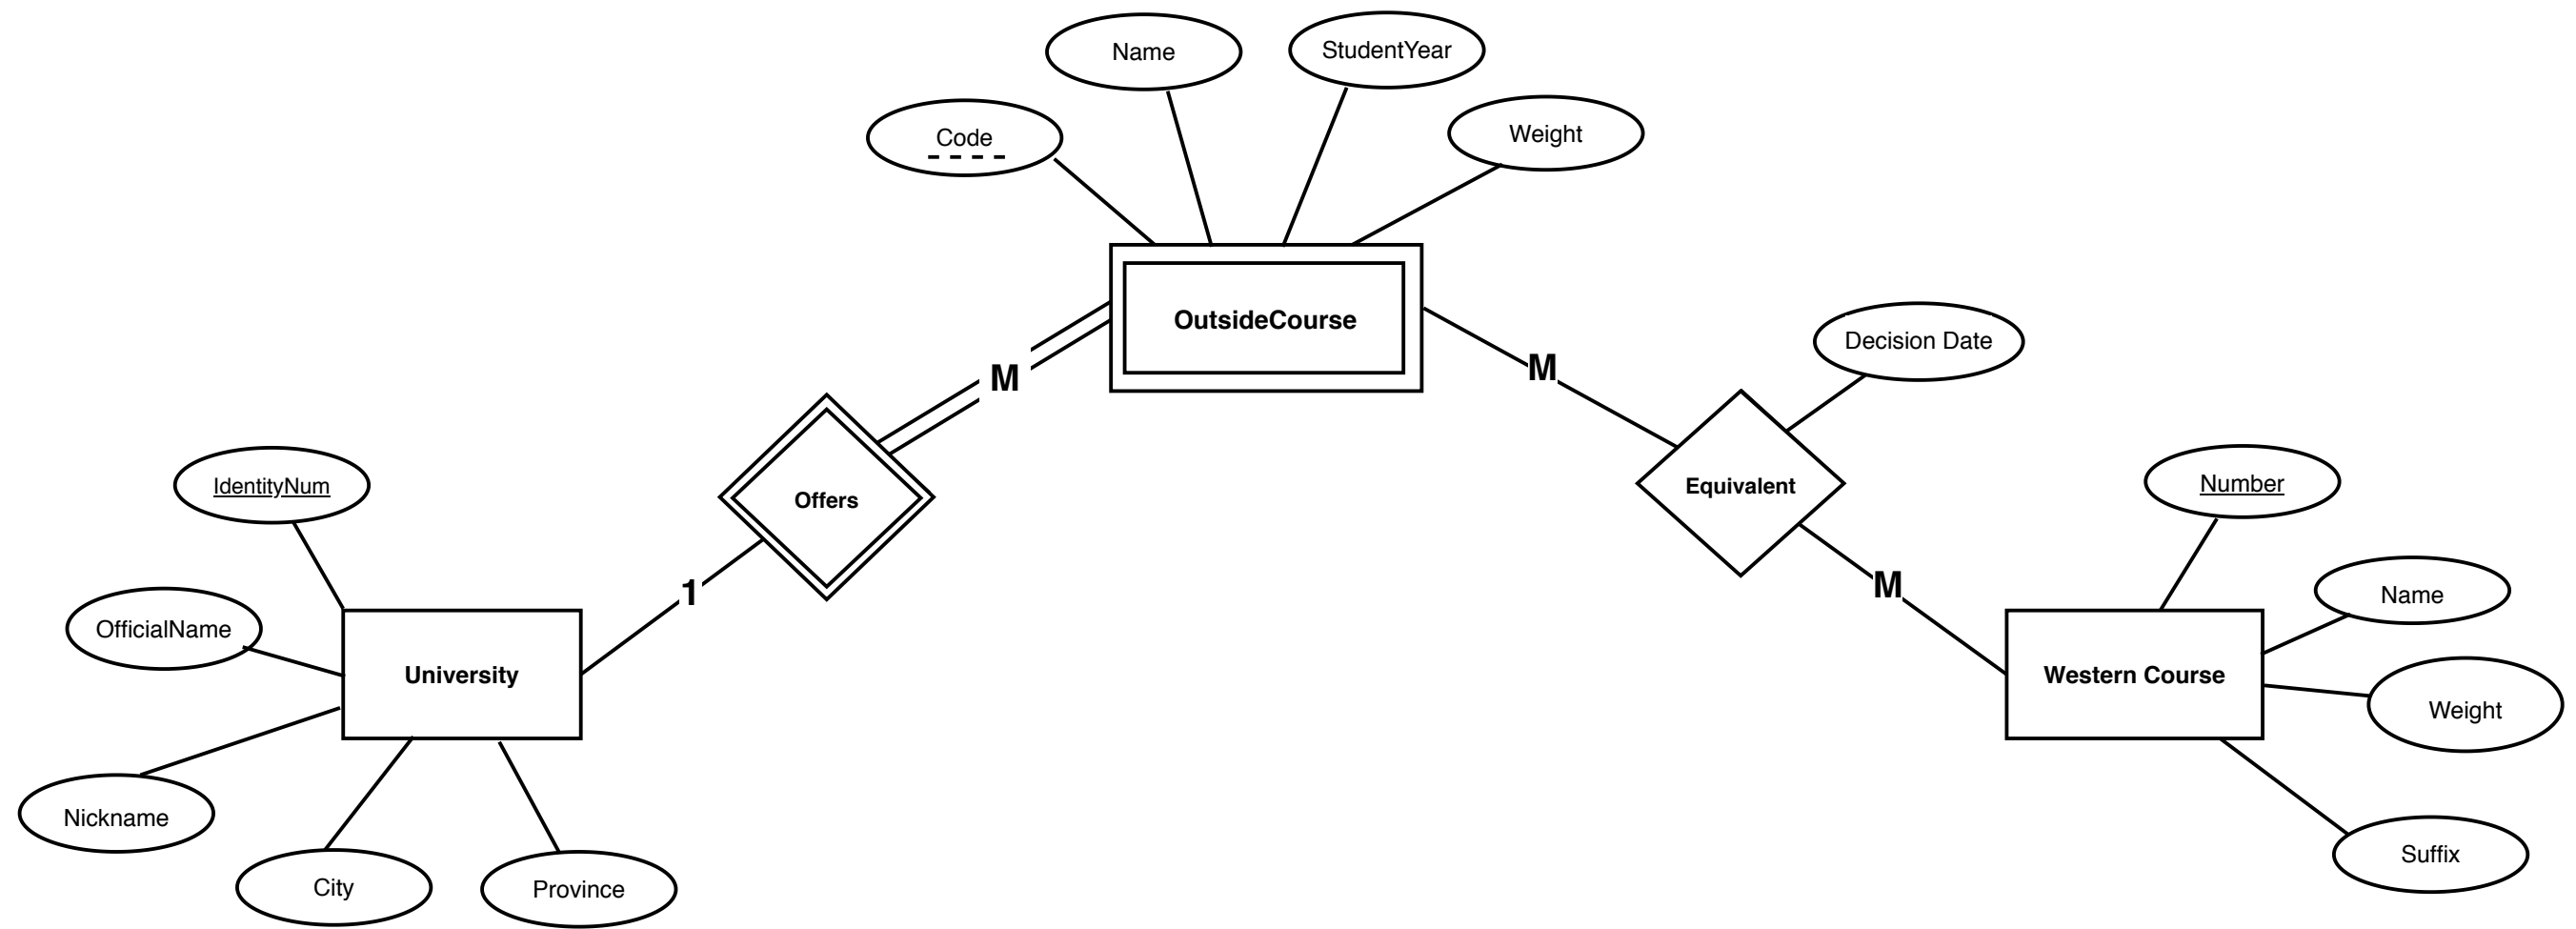 Name
StudentYear
Code
Weight
OutsideCourse
M
M
Decision Date
IdentityNum
Offers
Equivalent
Number
1
M
OfficialName
Name
University
Western Course
Weight
Nickname
City
Province
Suffix